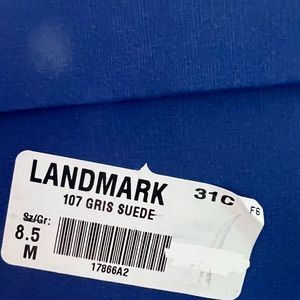 LANDMARK 31C F6
107 GRIS SUEDE
Sz/Gr:
8.5
M
17866A2